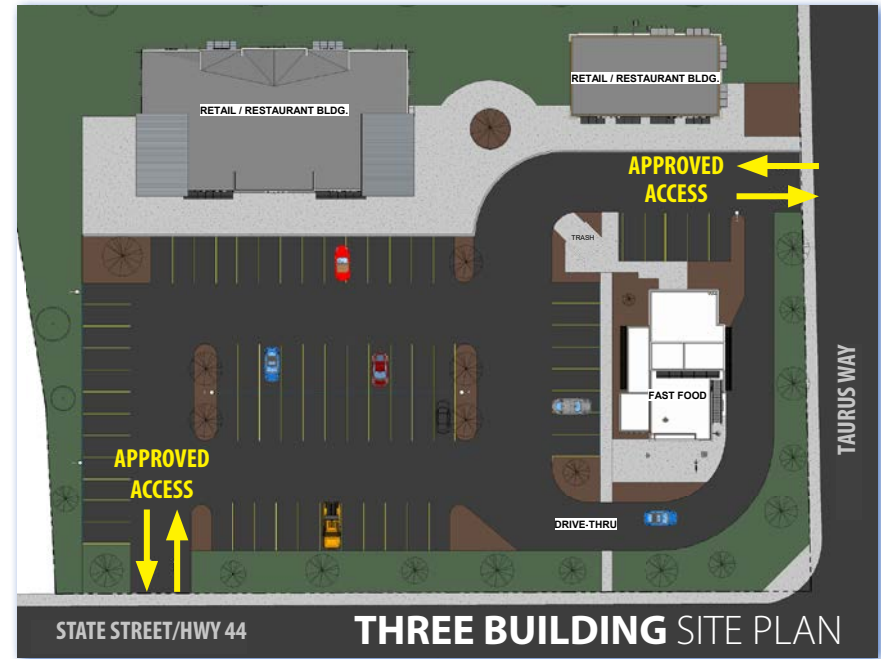 RETAIL / RESTAURANT BLDG.
RETAIL / RESTAURANT BLDG.
APPROVED
ACCESS
TRASH
TAURUS WAY
FAST FOOD
APPROVED
ACCESS
DRIVE-THRU
STATE STREET/HWY 44
THREE BUILDING SITE PLAN